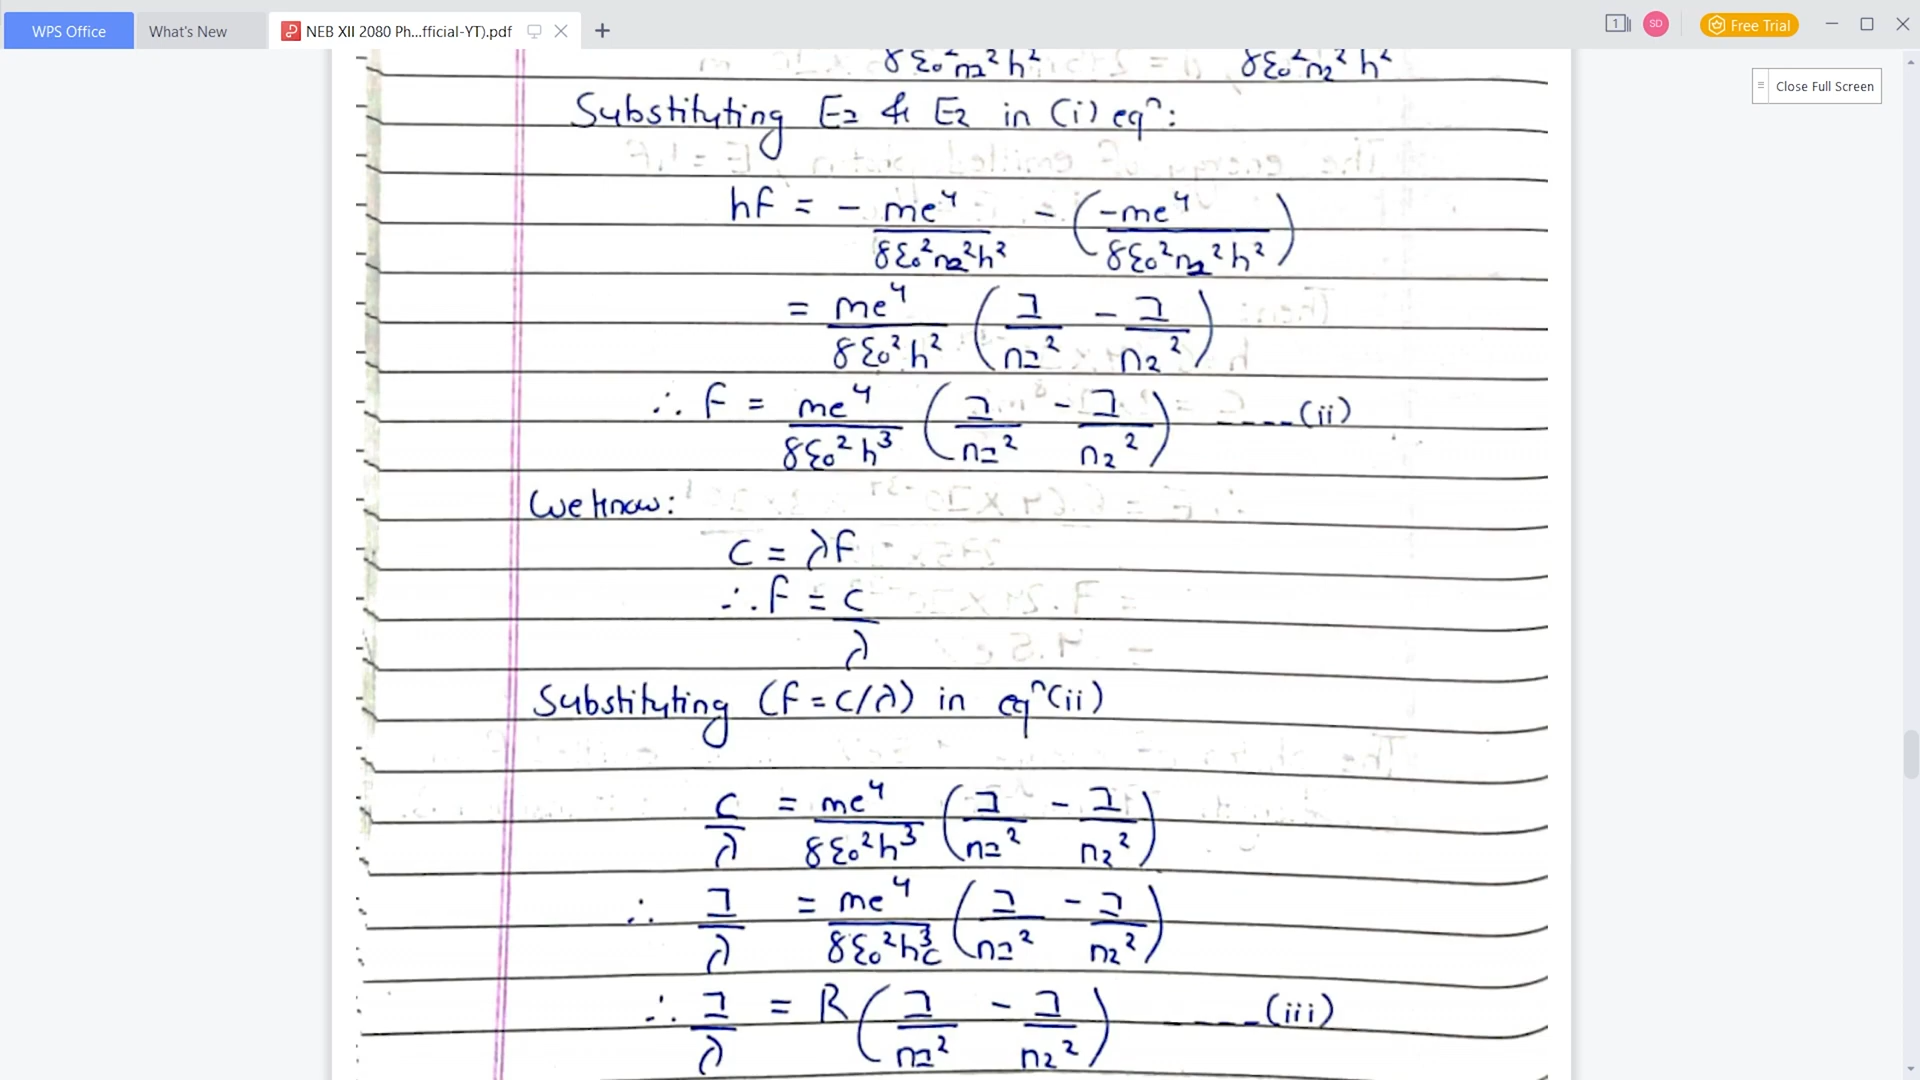 WPS Office What's New NEB XII 2080 Ph...fficial-YT).pdf 1 SD Free Trial
8ε₀²n₂²h² 8ε₀²n₂²h²
Close Full Screen
Substituting E₁ & E₂ in (i) eqⁿ:
hf = - me⁴/8ε₀²n₂²h² - (-me⁴/8ε₀²n₁²h²)
= me⁴/8ε₀²h² (1/n₁² - 1/n₂²)
∴ f = me⁴/8ε₀²h³ (1/n₁² - 1/n₂²) ----(ii)
We know:
c = λf
∴ f = c/λ
Substituting (f = c/λ) in eqⁿ(ii)
c/λ = me⁴/8ε₀²h³ (1/n₁² - 1/n₂²)
∴ 1/λ = me⁴/8ε₀²h³c (1/n₁² - 1/n₂²)
∴ 1/λ = R(1/n₁² - 1/n₂²) ----(iii)